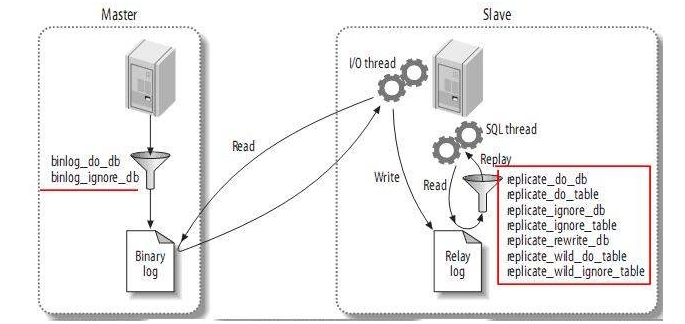 Master
Slave
I/O thread
SQL thread
binlog_do_db
binlog_ignore_db
Read
Write
Read
Replay
replicate_do_db
replicate_do_table
replicate_ignore_db
replicate_ignore_table
replicate_rewrite_db
replicate_wild_do_table
replicate_wild_ignore_table
Binary
log
Relay
log